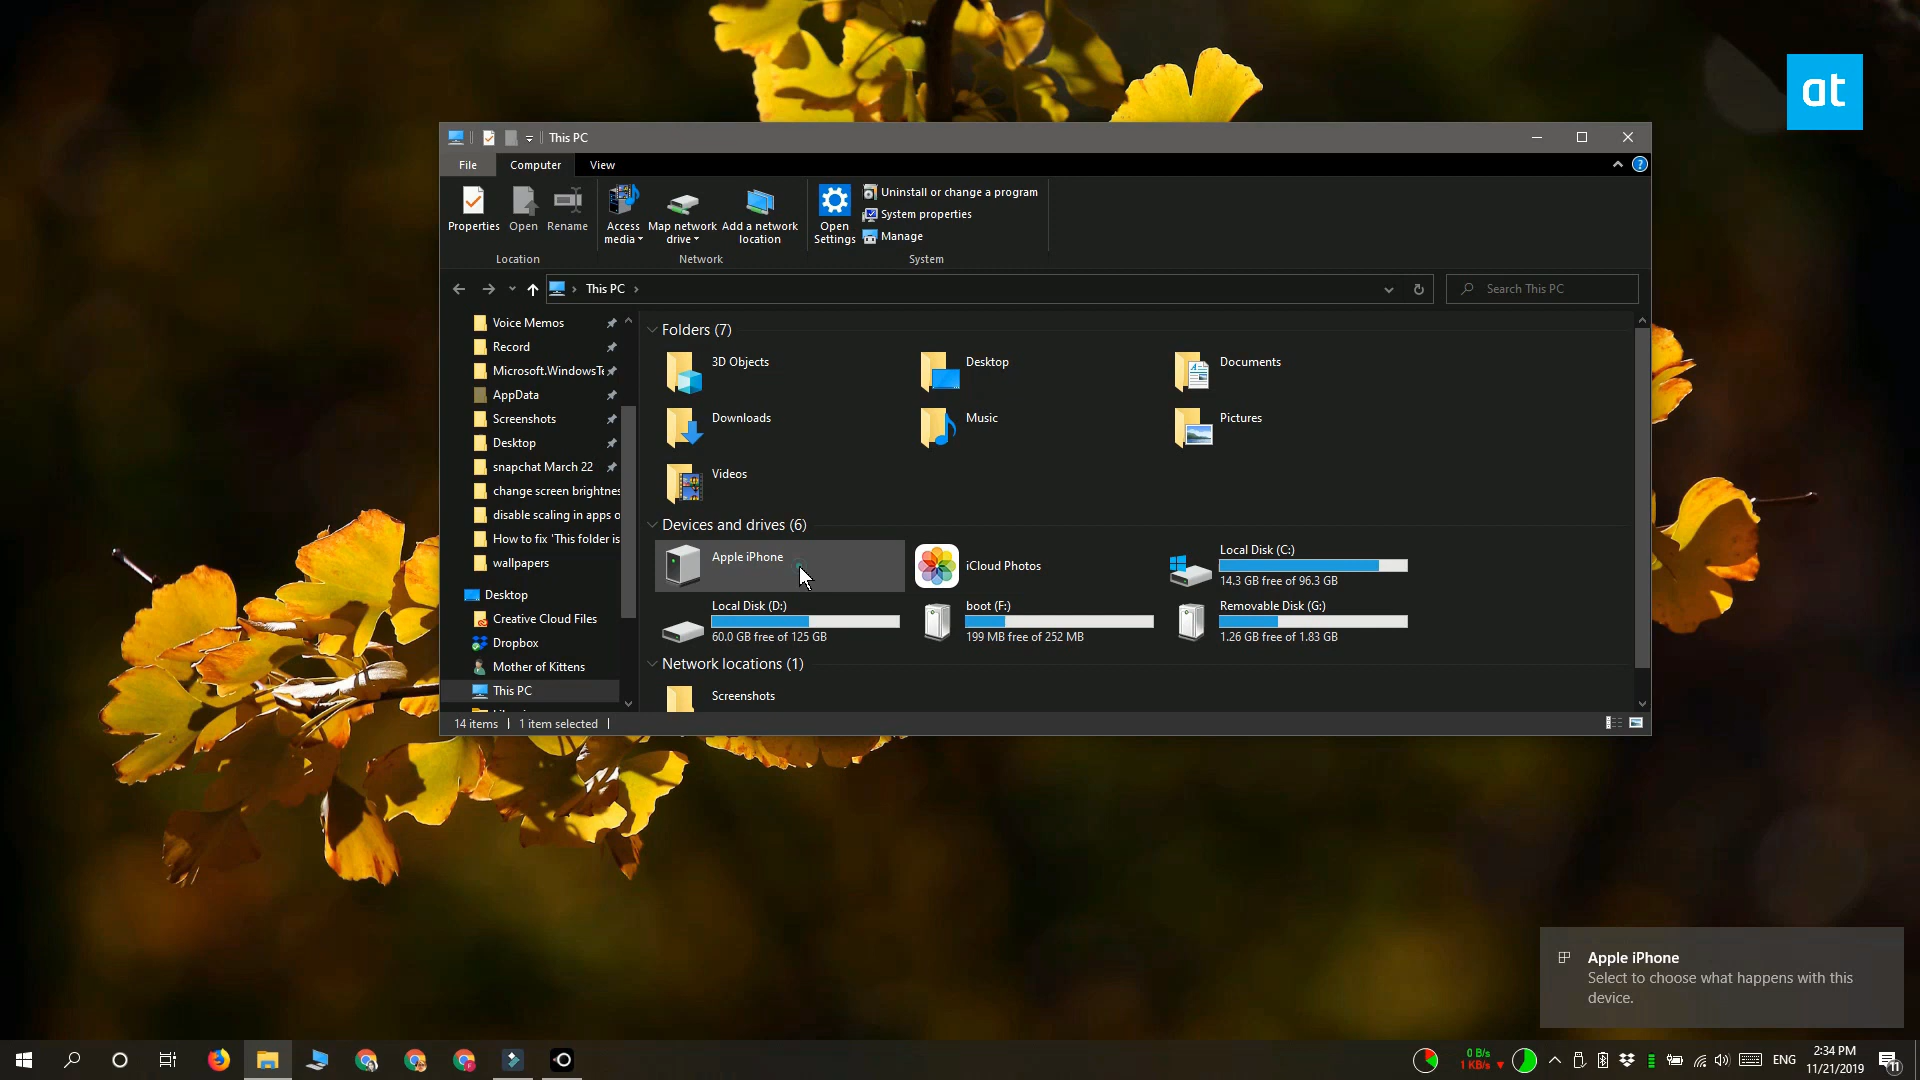 at
This PC
File
Computer
View
Properties
Open
Rename
Access media
Map network drive
Add a network location
Open Settings
Uninstall or change a program
System properties
Manage
Location
Network
System
This PC
Search This PC
Voice Memos
Record
Microsoft.WindowsTe
AppData
Screenshots
Desktop
snapchat March 22
change screen brightnes
disable scaling in apps o
How to fix 'This folder is
wallpapers
Desktop
Creative Cloud Files
Dropbox
Mother of Kittens
This PC
Folders (7)
3D Objects
Desktop
Documents
Downloads
Music
Pictures
Videos
Devices and drives (6)
Apple iPhone
iCloud Photos
Local Disk (C:)
14.3 GB free of 96.3 GB
Local Disk (D:)
60.0 GB free of 125 GB
boot (F:)
199 MB free of 252 MB
Removable Disk (G:)
1.26 GB free of 1.83 GB
Network locations (1)
Screenshots
14 items
1 item selected
Apple iPhone
Select to choose what happens with this
device.
0 B/s
1 KB/s
ENG
2:34 PM
11/21/2019
11